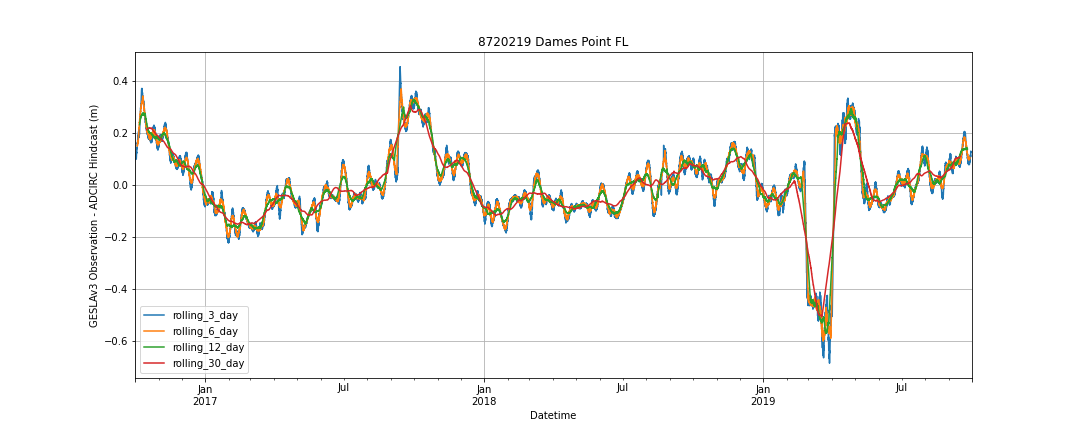 8720219 Dames Point FL
GESLAv3 Observation - ADCIRC Hindcast (m)
0.4
0.2
0.0
−0.2
−0.4
−0.6
rolling_3_day
rolling_6_day
rolling_12_day
rolling_30_day
Jan Jul Jan Jul Jan Jul
2017 2018 2019
Datetime